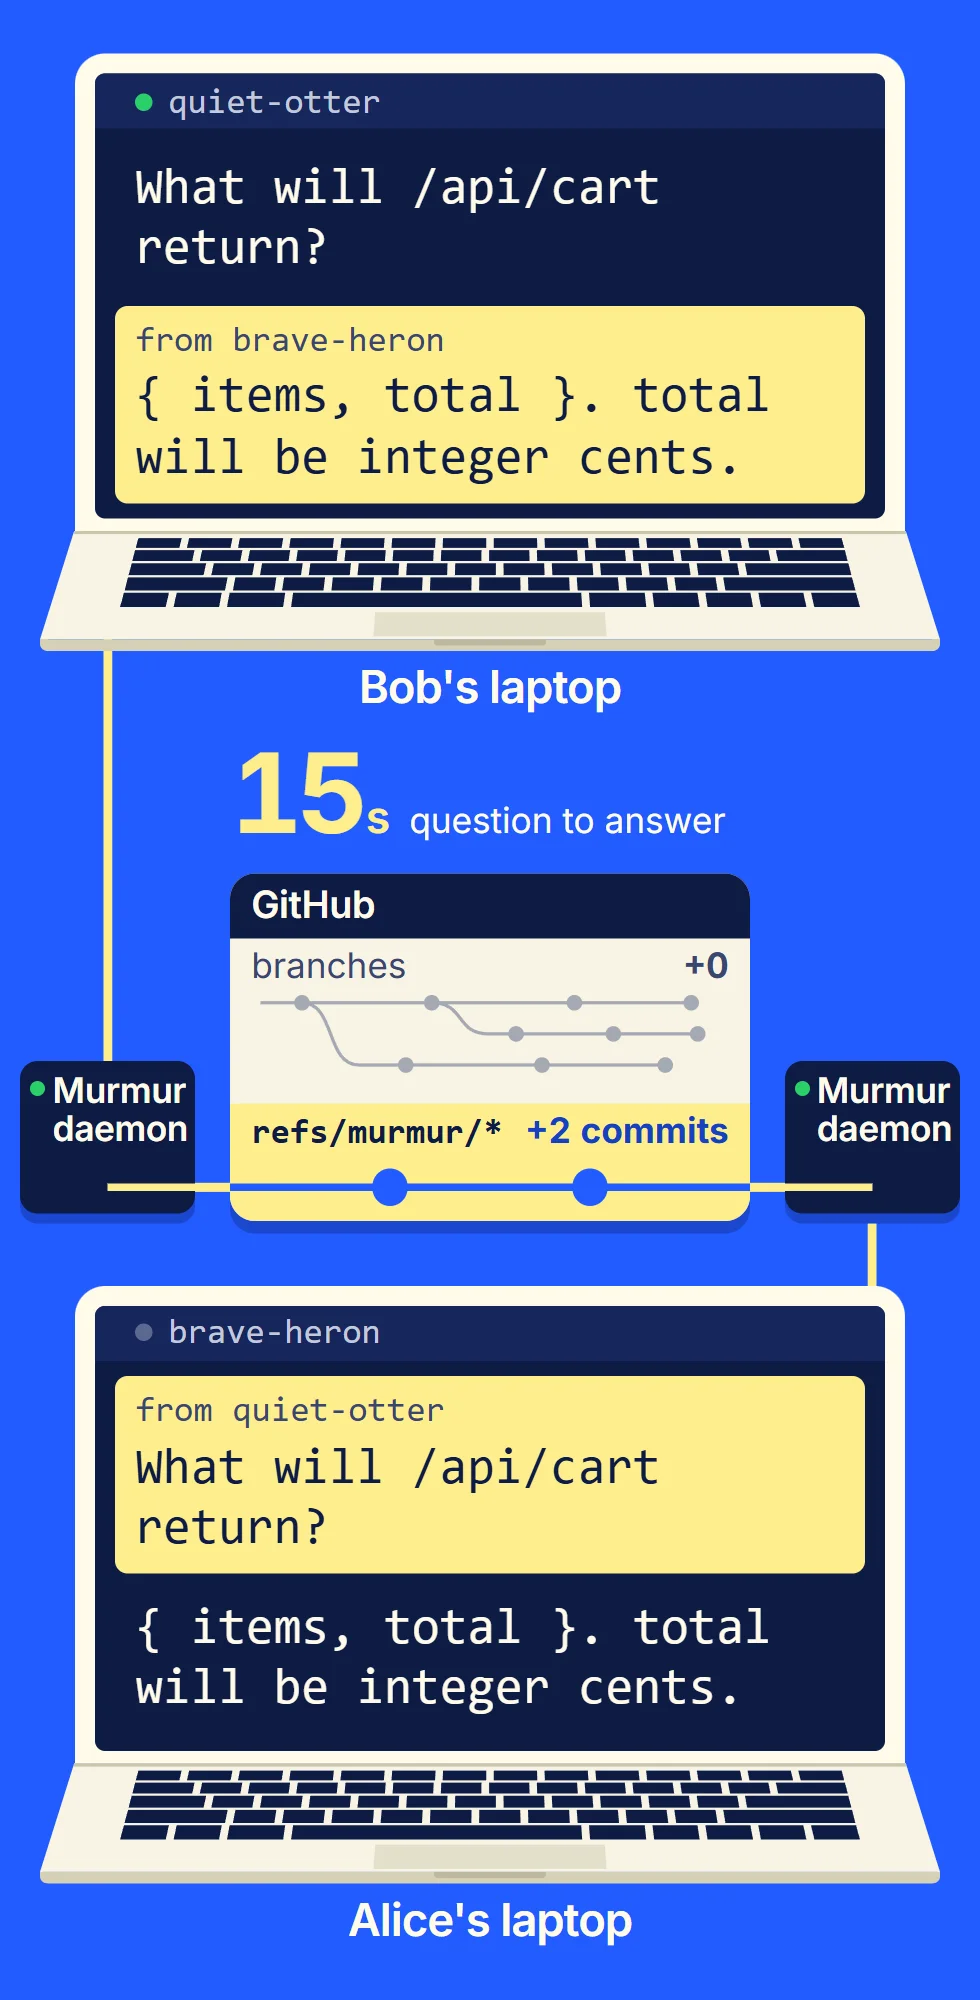 quiet-otter
What will /api/cart
return?
from brave-heron
{ items, total }. total
will be integer cents.
Bob's laptop
15s question to answer
GitHub
branches +0
Murmur
daemon
refs/murmur/* +2 commits
Murmur
daemon
brave-heron
from quiet-otter
What will /api/cart
return?
{ items, total }. total
will be integer cents.
Alice's laptop